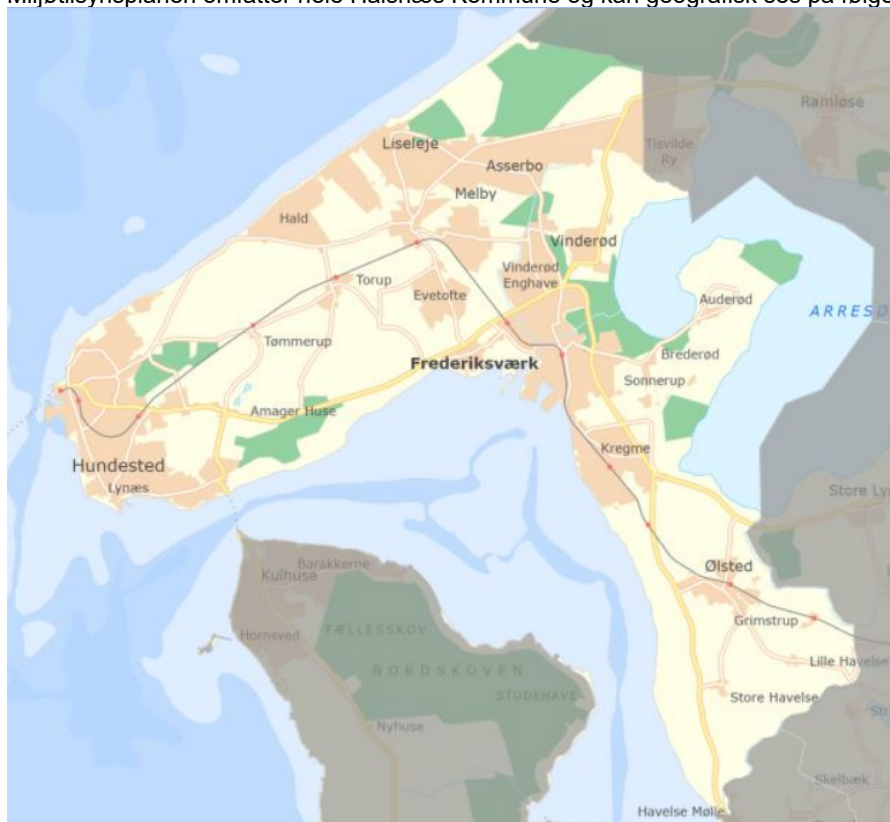 Miljøtilsynsplanen omfatter hele Halsnæs Kommune og kan geografisk ses på følge
Ramløse
Tisvilde
Ry
Liseleje
Asserbo
Melby
Hald
Vinderød
Vinderød
Enghave
Torup
Evetofte
Auderød
ARRESØ
Tømmerup
Brederød
Frederiksværk
Sonnerup
Amager Huse
Kregme
Hundested
Lynæs
Store Ly
Barakkerne
Kulhuse
Ølsted
Grimstrup
Hornsved
FÆLLESSKOV
Lille Havelse
NORDSKOVEN
STUDEHAVE
Store Havelse
Nyhuse
Skelbæk
Havelse Mølle